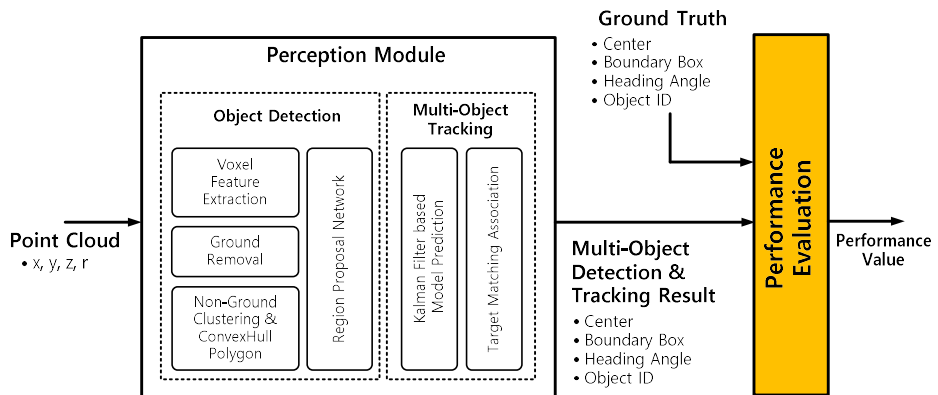 Point Cloud
• x, y, z, r
Perception Module
Object Detection
Voxel
Feature
Extraction
Ground
Removal
Non-Ground
Clustering &
ConvexHull
Polygon
Region Proposal Network
Multi-Object
Tracking
Kalman Filter based
Model Prediction
Target Matching Association
Ground Truth
• Center
• Boundary Box
• Heading Angle
• Object ID
Multi-Object
Detection &
Tracking Result
• Center
• Boundary Box
• Heading Angle
• Object ID
Performance
Evaluation
Performance
Value